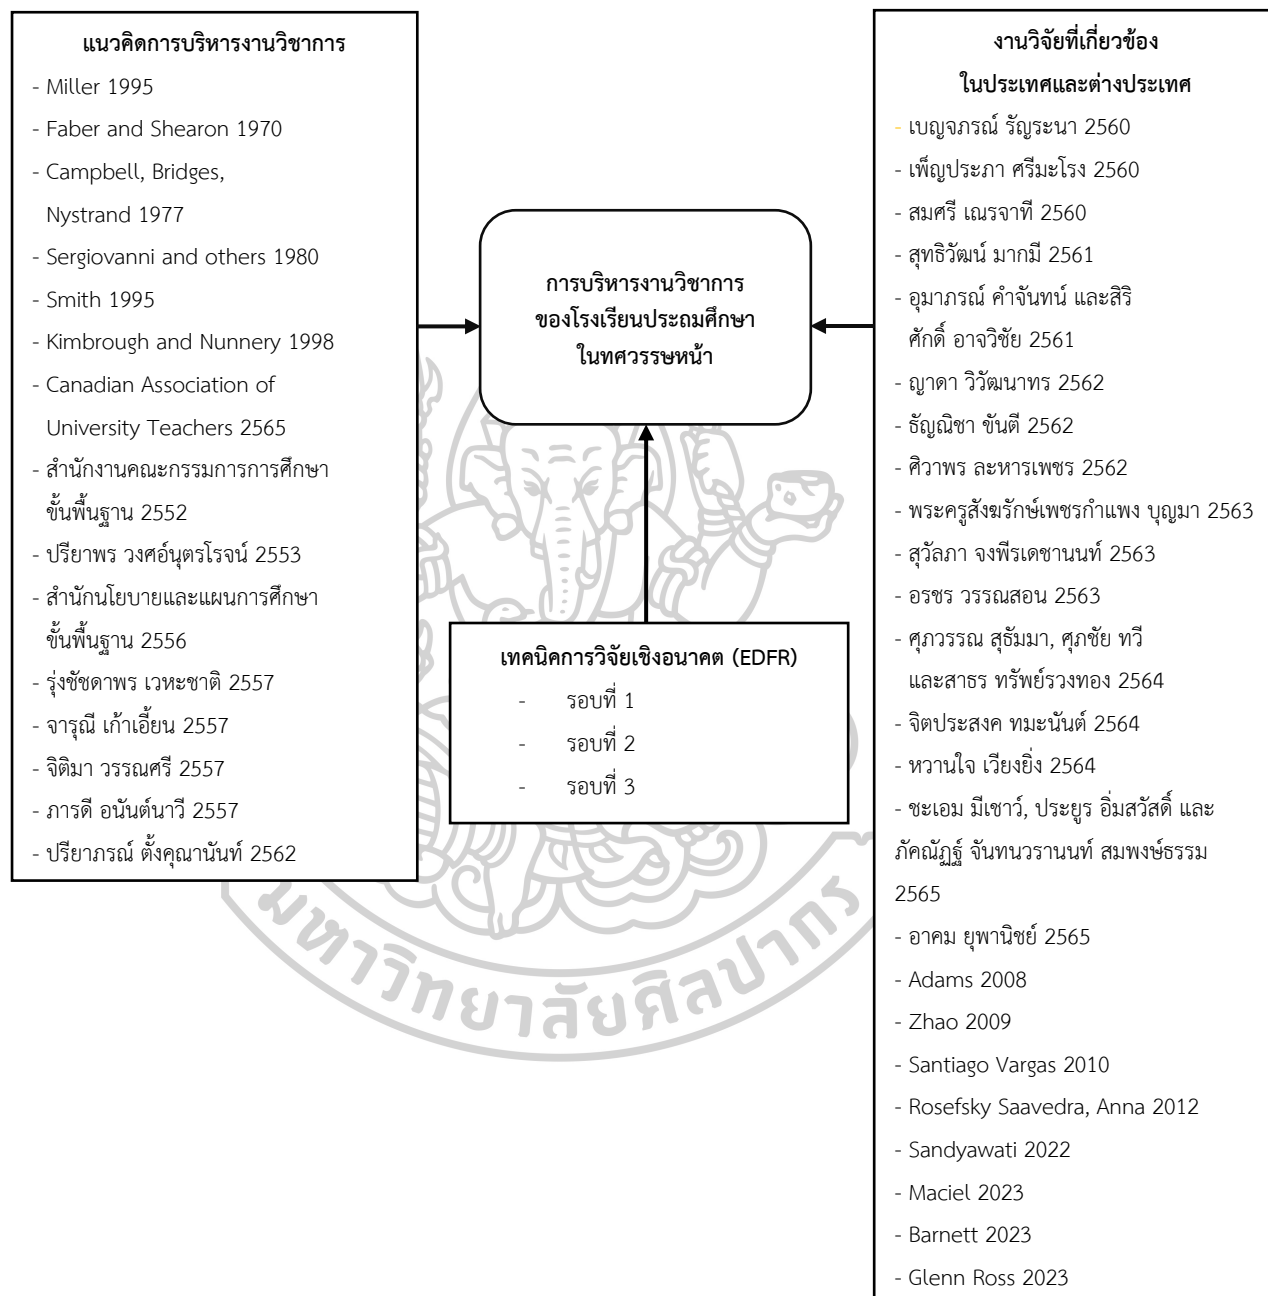 แนวคิดการบริหารงานวิชาการ
- Miller 1995
- Faber and Shearon 1970
- Campbell, Bridges,
Nystrand 1977
- Sergiovanni and others 1980
- Smith 1995
- Kimbrough and Nunnery 1998
- Canadian Association of
University Teachers 2565
- สำนักงานคณะกรรมการการศึกษา
ขั้นพื้นฐาน 2552
- ปรียาพร วงศอ์นุตรโรจน์ 2553
- สำนักนโยบายและแผนการศึกษา
ขั้นพื้นฐาน 2556
- รุ่งชัชดาพร เวหะชาติ 2557
- จารุณี เก้าเอี้ยน 2557
- จิติมา วรรณศรี 2557
- ภารดี อนันต์นาวี 2557
- ปรียาภรณ์ ตั้งคุณานันท์ 2562
การบริหารงานวิชาการ
ของโรงเรียนประถมศึกษา
ในทศวรรษหน้า
เทคนิคการวิจัยเชิงอนาคต (EDFR)
- รอบที่ 1
- รอบที่ 2
- รอบที่ 3
งานวิจัยที่เกี่ยวข้อง
ในประเทศและต่างประเทศ
- เบญจภรณ์ รัญระนา 2560
- เพ็ญประภา ศรีมะโรง 2560
- สมศรี เณรจาที 2560
- สุทธิวัฒน์ มากมี 2561
- อุมาภรณ์ คำจันทน์ และสิริ
ศักดิ์ อาจวิชัย 2561
- ญาดา วิวัฒนาทร 2562
- ธัญณิชา ขันตี 2562
- ศิวาพร ละหารเพชร 2562
- พระครูสังฆรักษ์เพชรกำแพง บุญมา 2563
- สุวัลภา จงพีรเดชานนท์ 2563
- อรชร วรรณสอน 2563
- ศุภวรรณ สุธัมมา, ศุภชัย ทวี
และสาธร ทรัพย์รวงทอง 2564
- จิตประสงค ทมะนันต์ 2564
- หวานใจ เวียงยิ่ง 2564
- ชะเอม มีเชาว์, ประยูร อิ่มสวัสดิ์ และ
ภัคณัฏฐ์ จันทนวรานนท์ สมพงษ์ธรรม
2565
- อาคม ยุพานิชย์ 2565
- Adams 2008
- Zhao 2009
- Santiago Vargas 2010
- Rosefsky Saavedra, Anna 2012
- Sandyawati 2022
- Maciel 2023
- Barnett 2023
- Glenn Ross 2023
มหาวิทยาลัยศิลปากร